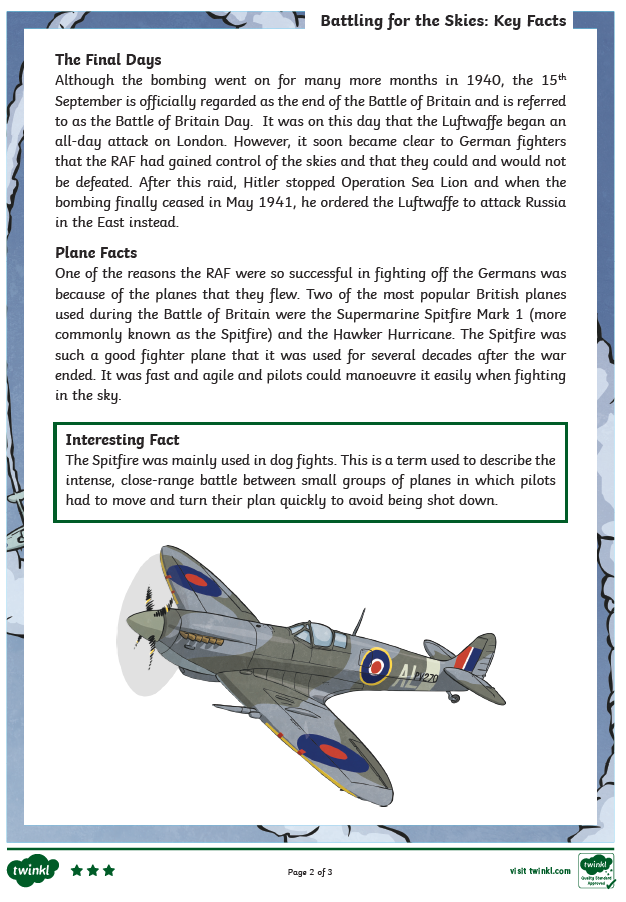 Battling for the Skies: Key Facts
The Final Days
Although the bombing went on for many more months in 1940, the 15th
September is officially regarded as the end of the Battle of Britain and is referred
to as the Battle of Britain Day.  It was on this day that the Luftwaffe began an
all-day attack on London. However, it soon became clear to German fighters
that the RAF had gained control of the skies and that they could and would not
be defeated. After this raid, Hitler stopped Operation Sea Lion and when the
bombing finally ceased in May 1941, he ordered the Luftwaffe to attack Russia
in the East instead.
Plane Facts
One of the reasons the RAF were so successful in fighting off the Germans was
because of the planes that they flew. Two of the most popular British planes
used during the Battle of Britain were the Supermarine Spitfire Mark 1 (more
commonly known as the Spitfire) and the Hawker Hurricane. The Spitfire was
such a good fighter plane that it was used for several decades after the war
ended. It was fast and agile and pilots could manoeuvre it easily when fighting
in the sky.
Interesting Fact
The Spitfire was mainly used in dog fights. This is a term used to describe the
intense, close-range battle between small groups of planes in which pilots
had to move and turn their plan quickly to avoid being shot down.
AL
PV270
twinkl
Page 2 of 3
visit twinkl.com
twinkl
Quality Standard
Approved